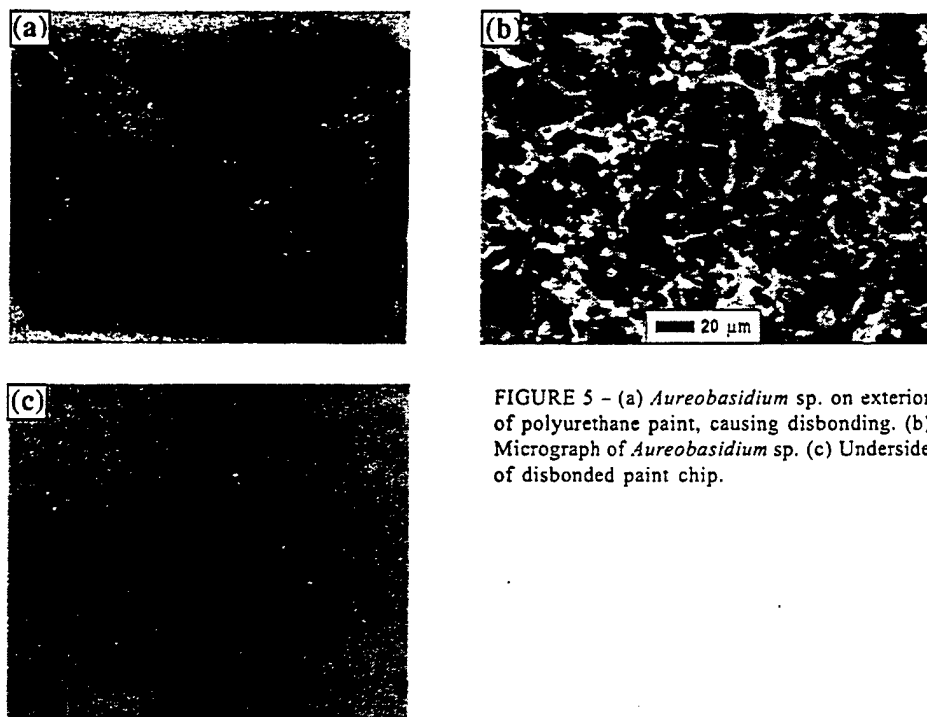 (a)
(b)
20 μm
(c)
FIGURE 5 – (a) Aureobasidium sp. on exterior
of polyurethane paint, causing disbonding. (b)
Micrograph of Aureobasidium sp. (c) Underside
of disbonded paint chip.